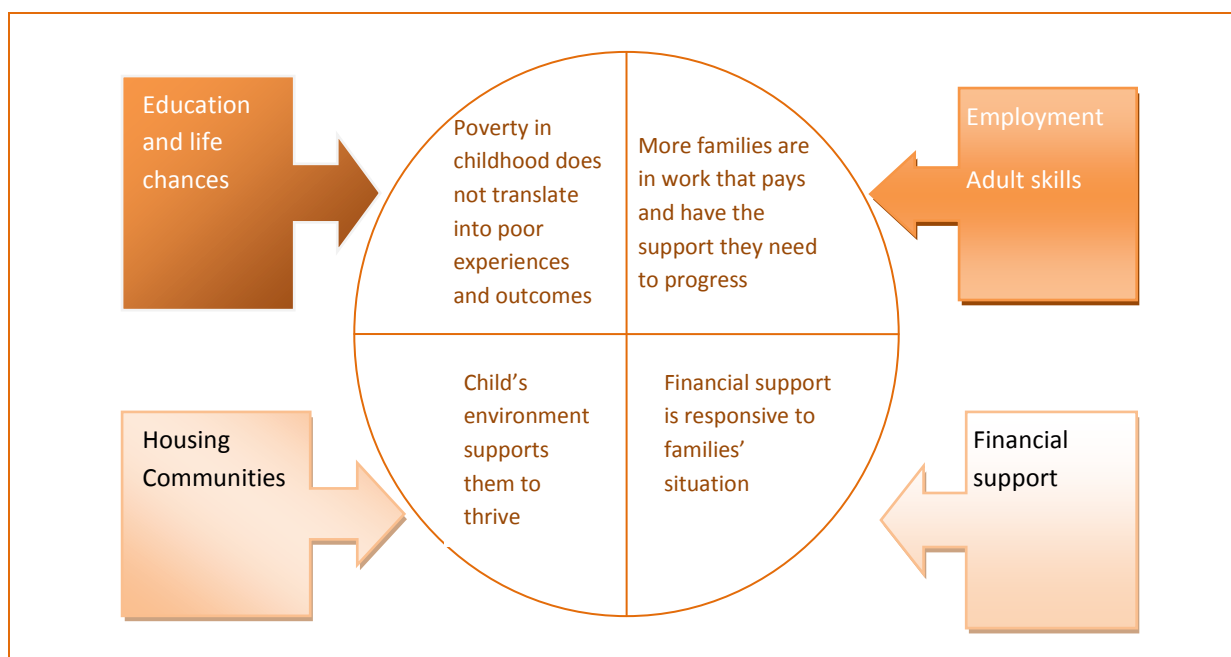 Education
and life
chances
Poverty in
childhood does
not translate
into poor
experiences
and outcomes
More families are
in work that pays
and have the
support they need
to progress
Employment
Adult skills
Housing
Communities
Child’s
environment
supports
them to
thrive
Financial support
is responsive to
families’
situation
Financial
support